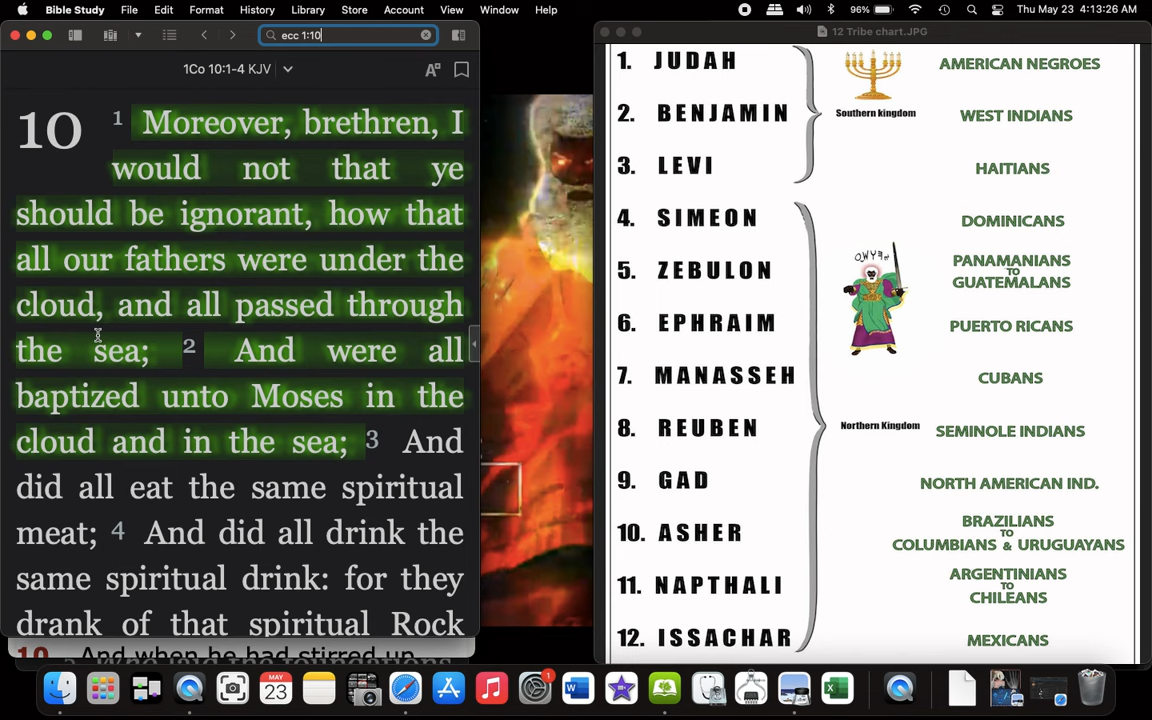 Bible Study File Edit Format History Library Store Account View Window Help
96% Thu May 23 4:13:26 AM
ecc 1:10
1Co 10:1-4 KJV
10 1 Moreover, brethren, I
would not that ye
should be ignorant, how that
all our fathers were under the
cloud, and all passed through
the sea; 2 And were all
baptized unto Moses in the
cloud and in the sea; 3 And
did all eat the same spiritual
meat; 4 And did all drink the
same spiritual drink: for they
drank of that spiritual Rock
10 And when he had stirred up
12 Tribe chart.JPG
1. JUDAH AMERICAN NEGROES
Southern kingdom
2. BENJAMIN WEST INDIANS
3. LEVI HAITIANS
4. SIMEON DOMINICANS
5. ZEBULON PANAMANIANS
TO
GUATEMALANS
6. EPHRAIM PUERTO RICANS
7. MANASSEH CUBANS
8. REUBEN Northern Kingdom SEMINOLE INDIANS
9. GAD NORTH AMERICAN IND.
10. ASHER BRAZILIANS
TO
COLUMBIANS & URUGUAYANS
11. NAPTHALI ARGENTINIANS
TO
CHILEANS
12. ISSACHAR MEXICANS
MAY
23
1